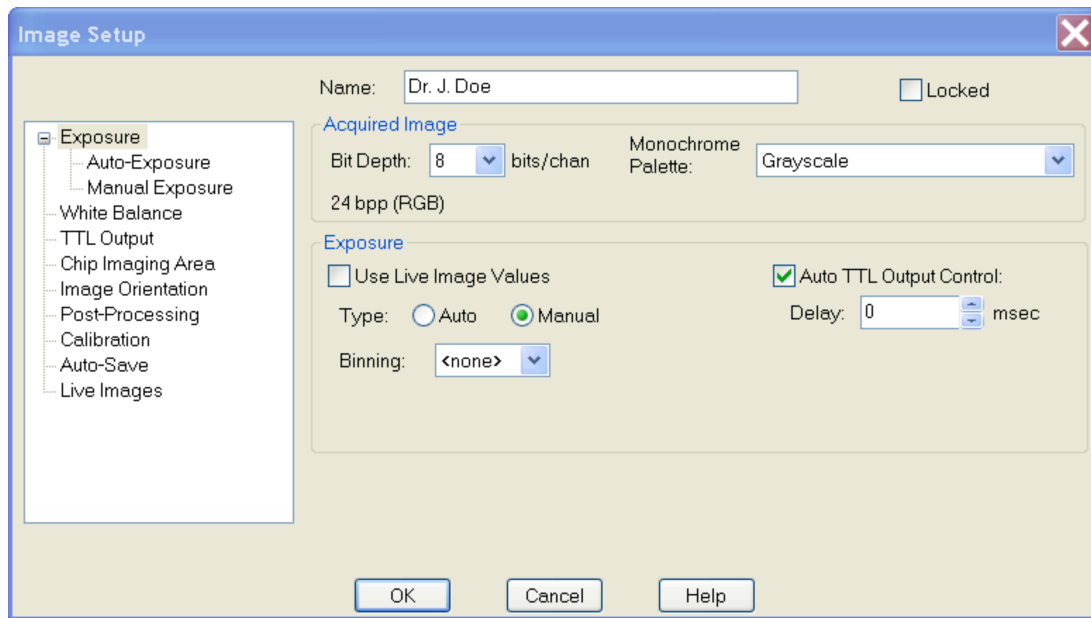 Image Setup
Name: Dr. J. Doe Locked
Exposure
Auto-Exposure
Manual Exposure
White Balance
TTL Output
Chip Imaging Area
Image Orientation
Post-Processing
Calibration
Auto-Save
Live Images
Acquired Image
Bit Depth: 8 bits/chan
Monochrome
Palette: Grayscale
24 bpp (RGB)
Exposure
Use Live Image Values
Auto TTL Output Control:
Type: Auto Manual
Delay: 0 msec
Binning: <none>
OK Cancel Help